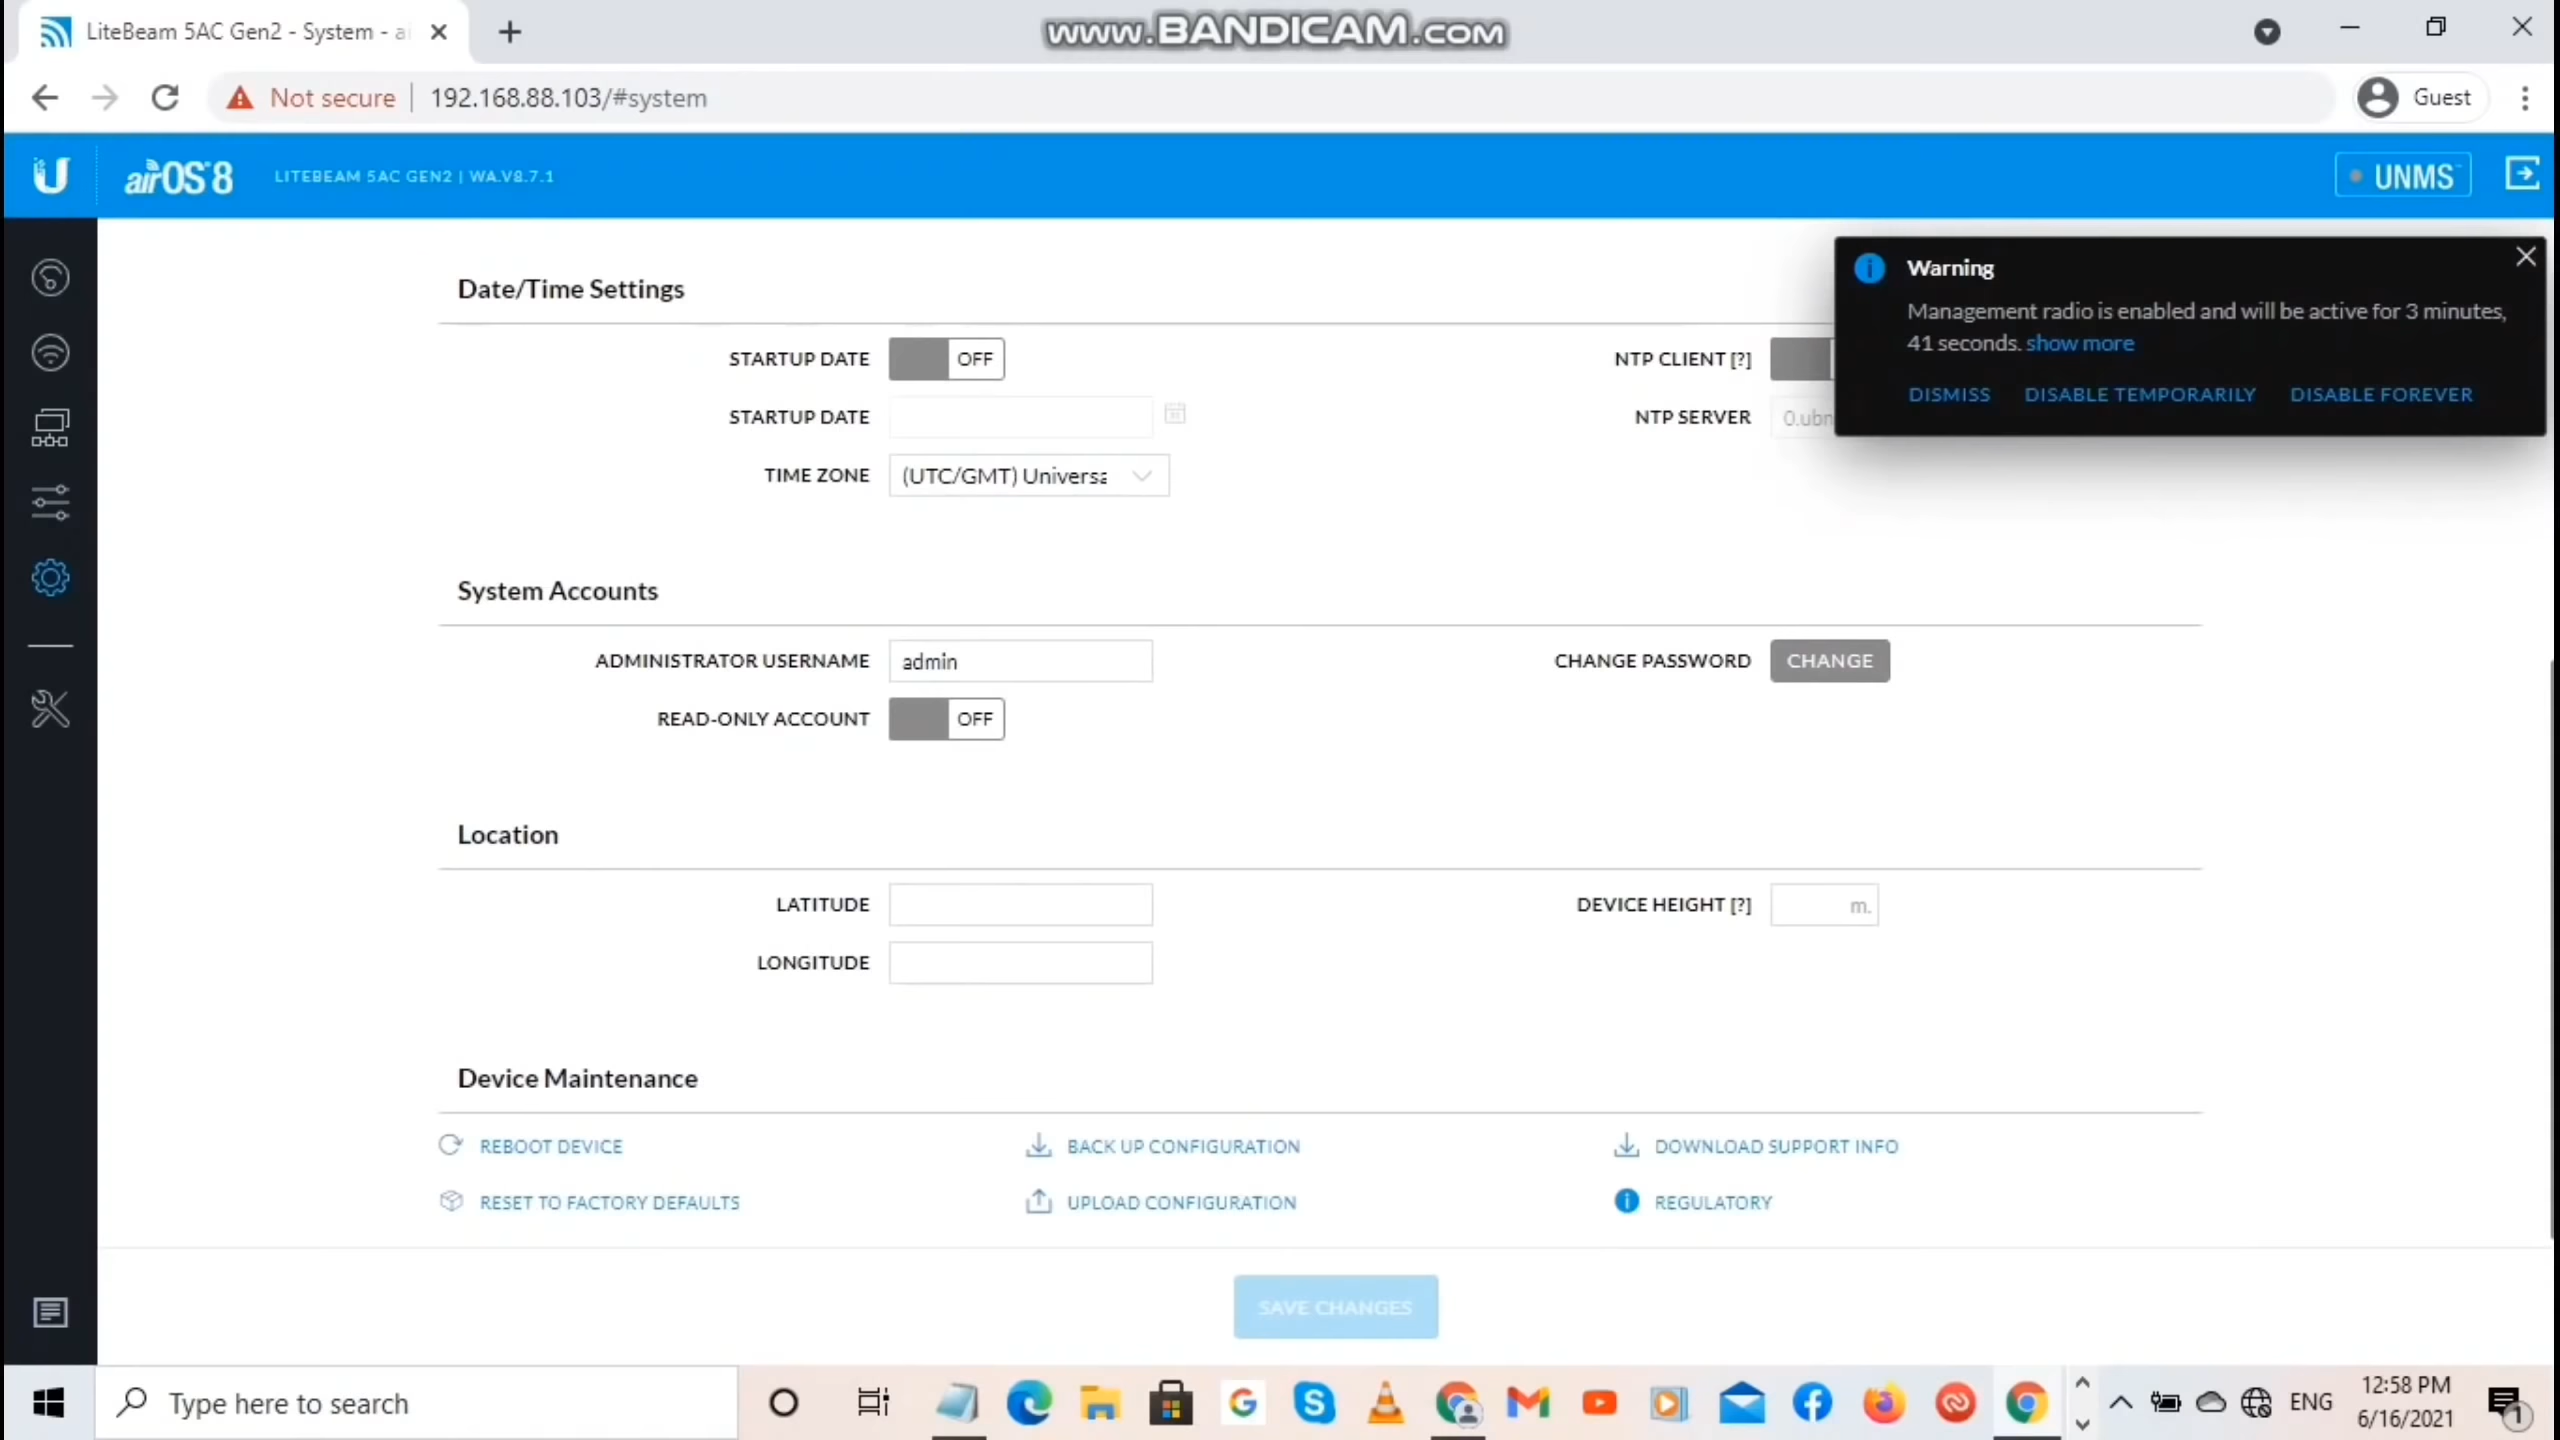 LiteBeam 5AC Gen2 - System - ai
www.BANDICAM.com
Not secure
192.168.88.103/#system
Guest
airOS 8
LITEBEAM 5AC GEN2 | WA.V8.7.1
UNMS
Date/Time Settings
STARTUP DATE
OFF
NTP CLIENT [?]
STARTUP DATE
NTP SERVER
0.ubn
TIME ZONE
(UTC/GMT) Universa
Warning
Management radio is enabled and will be active for 3 minutes,
41 seconds. show more
DISMISS
DISABLE TEMPORARILY
DISABLE FOREVER
System Accounts
ADMINISTRATOR USERNAME
admin
CHANGE PASSWORD
CHANGE
READ-ONLY ACCOUNT
OFF
Location
LATITUDE
DEVICE HEIGHT [?]
m.
LONGITUDE
Device Maintenance
REBOOT DEVICE
BACK UP CONFIGURATION
DOWNLOAD SUPPORT INFO
RESET TO FACTORY DEFAULTS
UPLOAD CONFIGURATION
REGULATORY
SAVE CHANGES
Type here to search
ENG
12:58 PM
6/16/2021
1